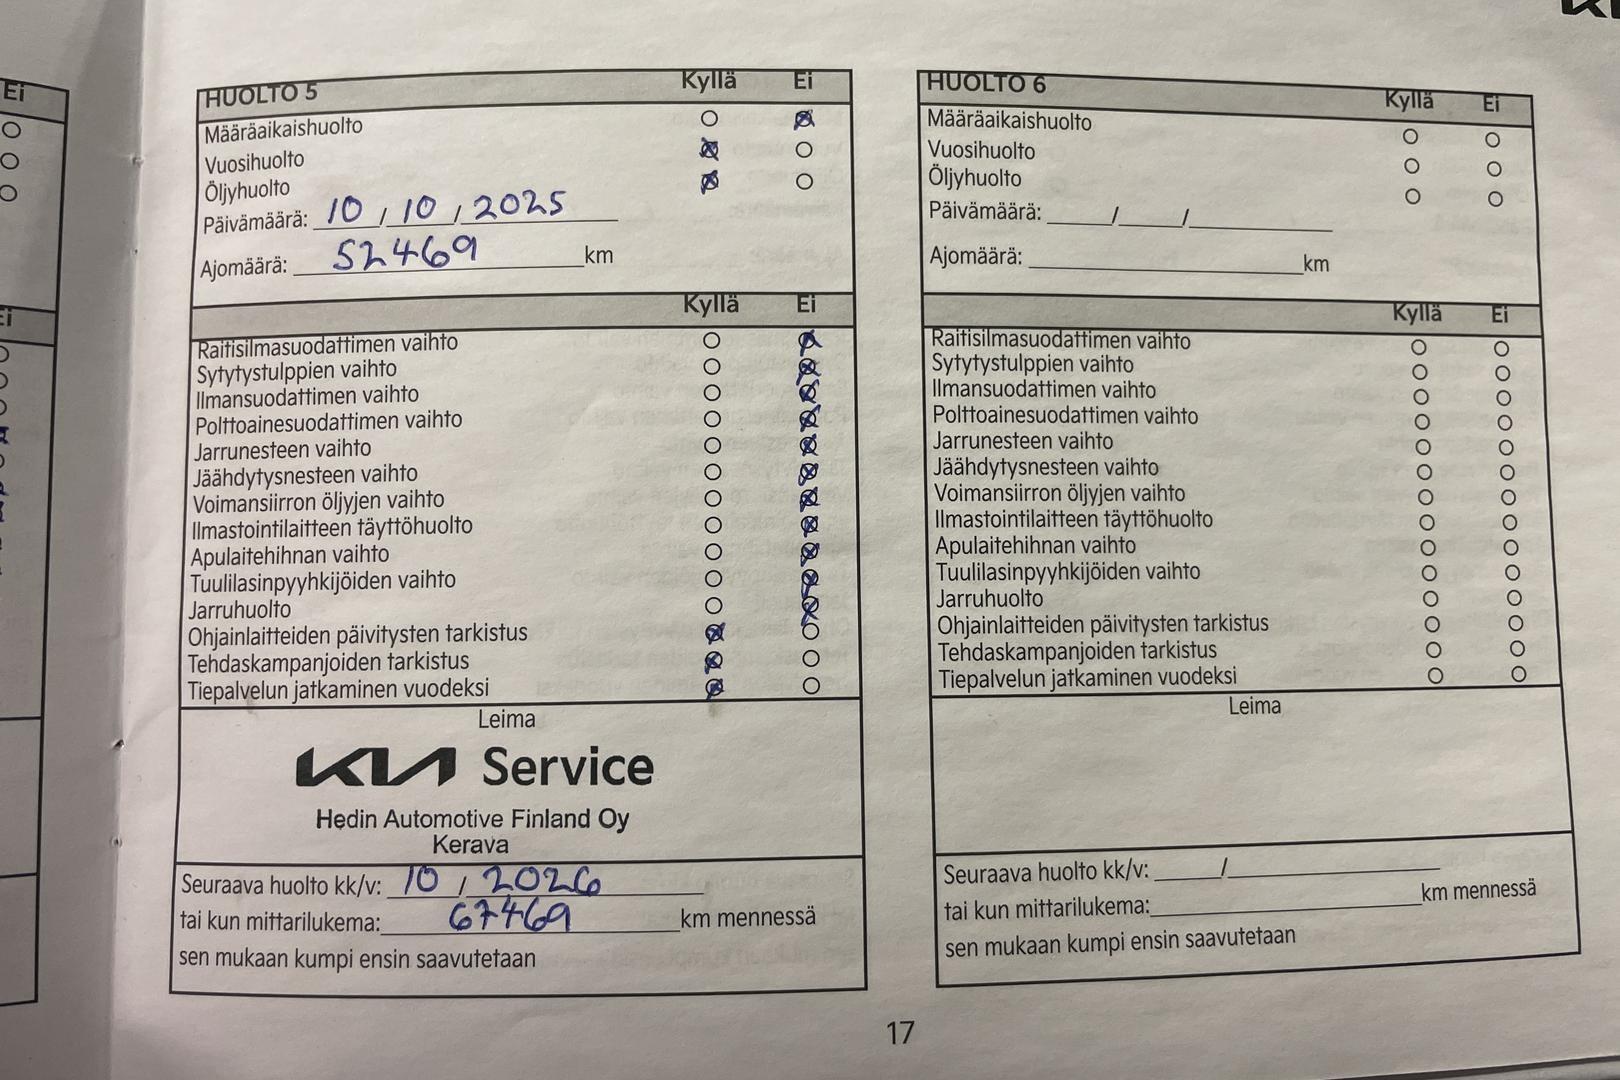 Ei
Ei
HUOLTO 5 Kyllä Ei
Määräaikaishuolto
Vuosihuolto
Öljyhuolto
Päivämäärä: 10 / 10 / 2025
Ajomäärä: 52469 km
Kyllä Ei
Raitisilmasuodattimen vaihto
Sytytystulppien vaihto
Ilmansuodattimen vaihto
Polttoainesuodattimen vaihto
Jarrunesteen vaihto
Jäähdytysnesteen vaihto
Voimansiirron öljyjen vaihto
Ilmastointilaitteen täyttöhuolto
Apulaitehihnan vaihto
Tuulilasinpyyhkijöiden vaihto
Jarruhuolto
Ohjainlaitteiden päivitysten tarkistus
Tehdaskampanjoiden tarkistus
Tiepalvelun jatkaminen vuodeksi
Leima
KIA Service
Hedin Automotive Finland Oy
Kerava
Seuraava huolto kk/v: 10 / 2026
tai kun mittarilukema: 67469 km mennessä
sen mukaan kumpi ensin saavutetaan
HUOLTO 6 Kyllä Ei
Määräaikaishuolto
Vuosihuolto
Öljyhuolto
Päivämäärä: / /
Ajomäärä: km
Kyllä Ei
Raitisilmasuodattimen vaihto
Sytytystulppien vaihto
Ilmansuodattimen vaihto
Polttoainesuodattimen vaihto
Jarrunesteen vaihto
Jäähdytysnesteen vaihto
Voimansiirron öljyjen vaihto
Ilmastointilaitteen täyttöhuolto
Apulaitehihnan vaihto
Tuulilasinpyyhkijöiden vaihto
Jarruhuolto
Ohjainlaitteiden päivitysten tarkistus
Tehdaskampanjoiden tarkistus
Tiepalvelun jatkaminen vuodeksi
Leima
Seuraava huolto kk/v: /
tai kun mittarilukema: km mennessä
sen mukaan kumpi ensin saavutetaan
17